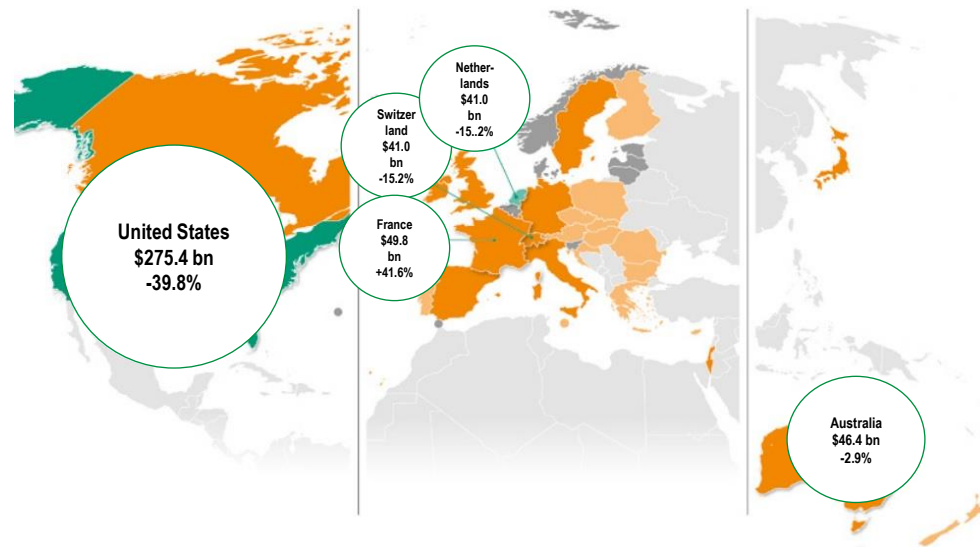 United States
$275.4 bn
-39.8%
Switzer
land
$41.0
bn
-15.2%
Nether-
lands
$41.0
bn
-15..2%
France
$49.8
bn
+41.6%
Australia
$46.4 bn
-2.9%